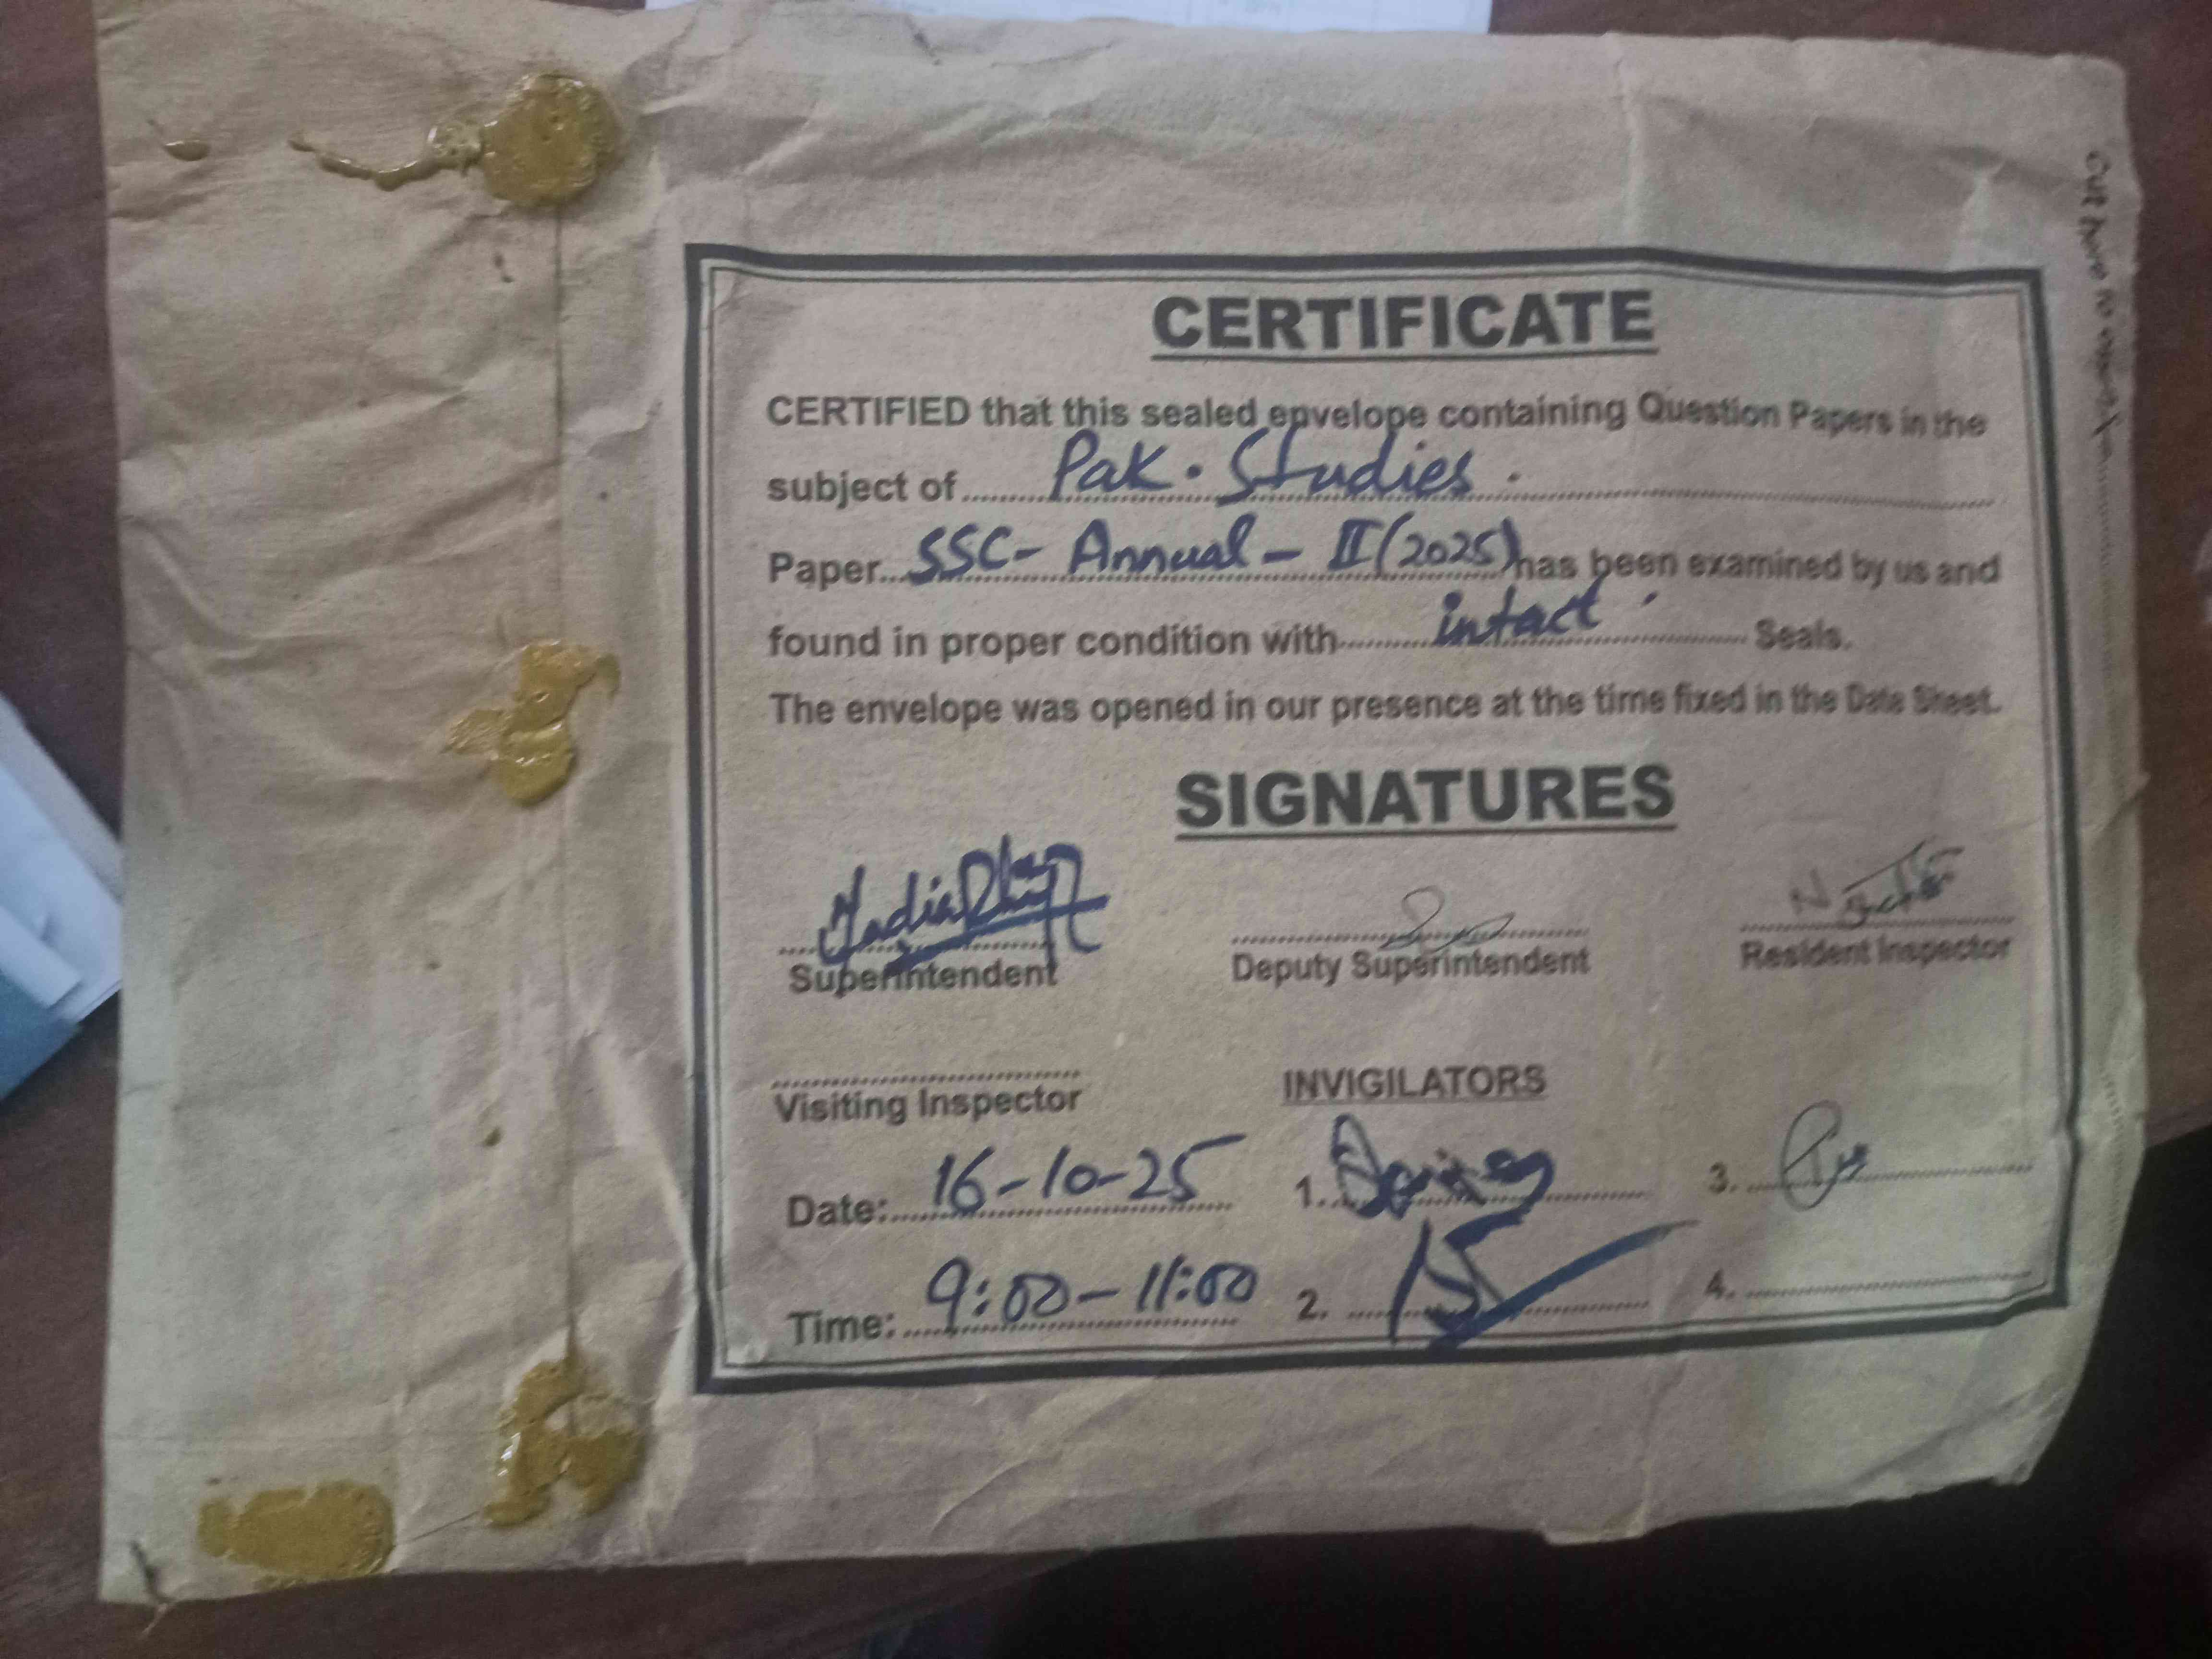 CERTIFICATE
CERTIFIED that this sealed envelope containing Question Papers in the
subject of Pak. Studies.
Paper SSC- Annual - II (2025) has been examined by us and
found in proper condition with intact. Seals.
The envelope was opened in our presence at the time fixed in the Date Sheet.
SIGNATURES
Superintendent Deputy Superintendent Resident Inspector
Visiting Inspector INVIGILATORS
Date: 16-10-25 1. 3.
Time: 9:00-11:00 2. 4.
Cut here to